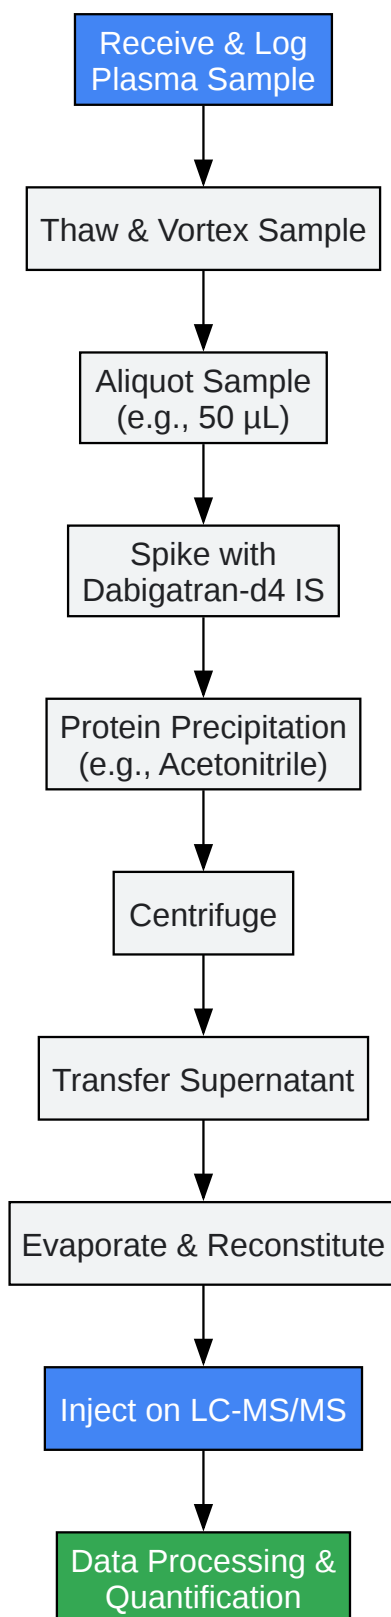 Receive & Log
Plasma Sample
Thaw & Vortex Sample
Aliquot Sample
(e.g., 50 µL)
Spike with
Dabigatran-d4 IS
Protein Precipitation
(e.g., Acetonitrile)
Centrifuge
Transfer Supernatant
Evaporate & Reconstitute
Inject on LC-MS/MS
Data Processing &
Quantification